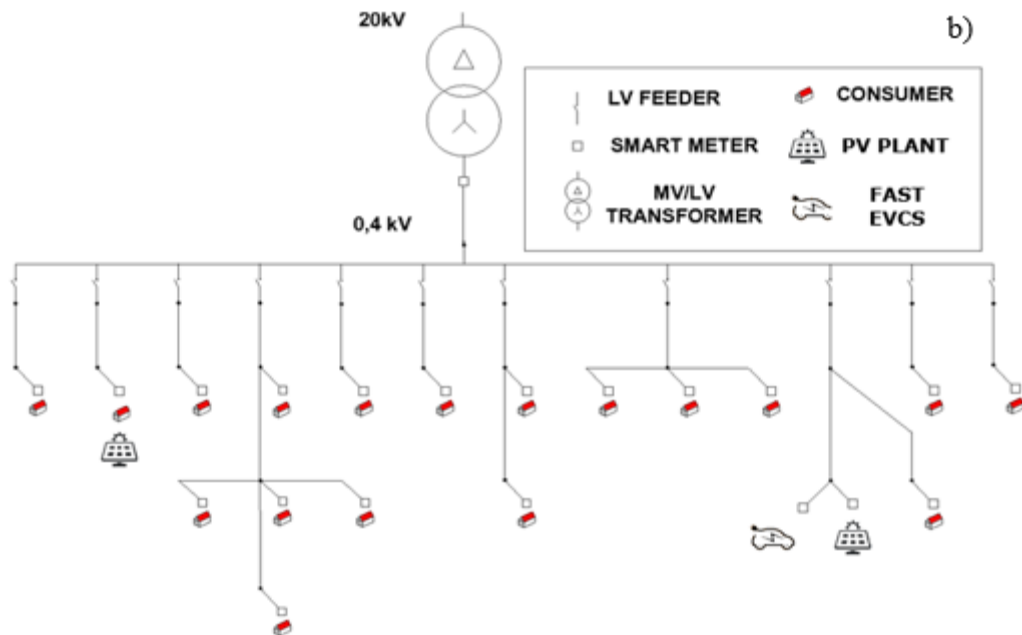 20kV
b)
LV FEEDER
CONSUMER
SMART METER
PV PLANT
MV/LV
TRANSFORMER
FAST
EVCS
0,4 kV